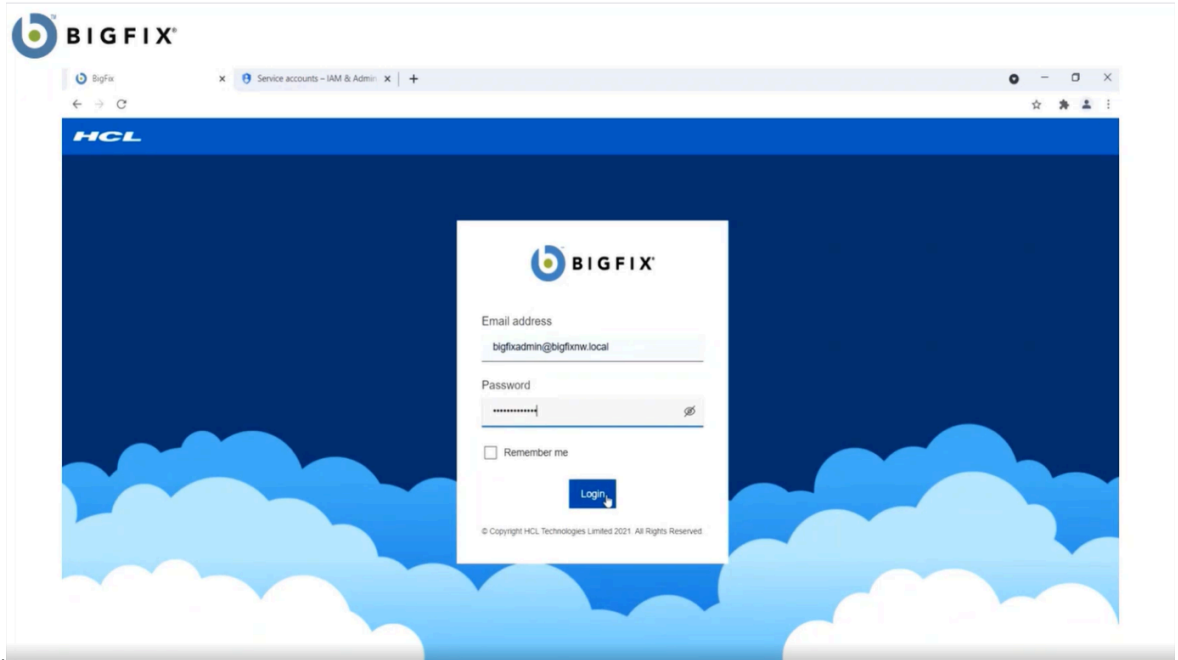 BIGFIX®
BigFix
Service accounts – IAM & Admin
HCL
BIGFIX
Email address
bigfixadmin@bigfixnw.local
Password
•••••••••••••
Remember me
Login
© Copyright HCL Technologies Limited 2021 All Rights Reserved